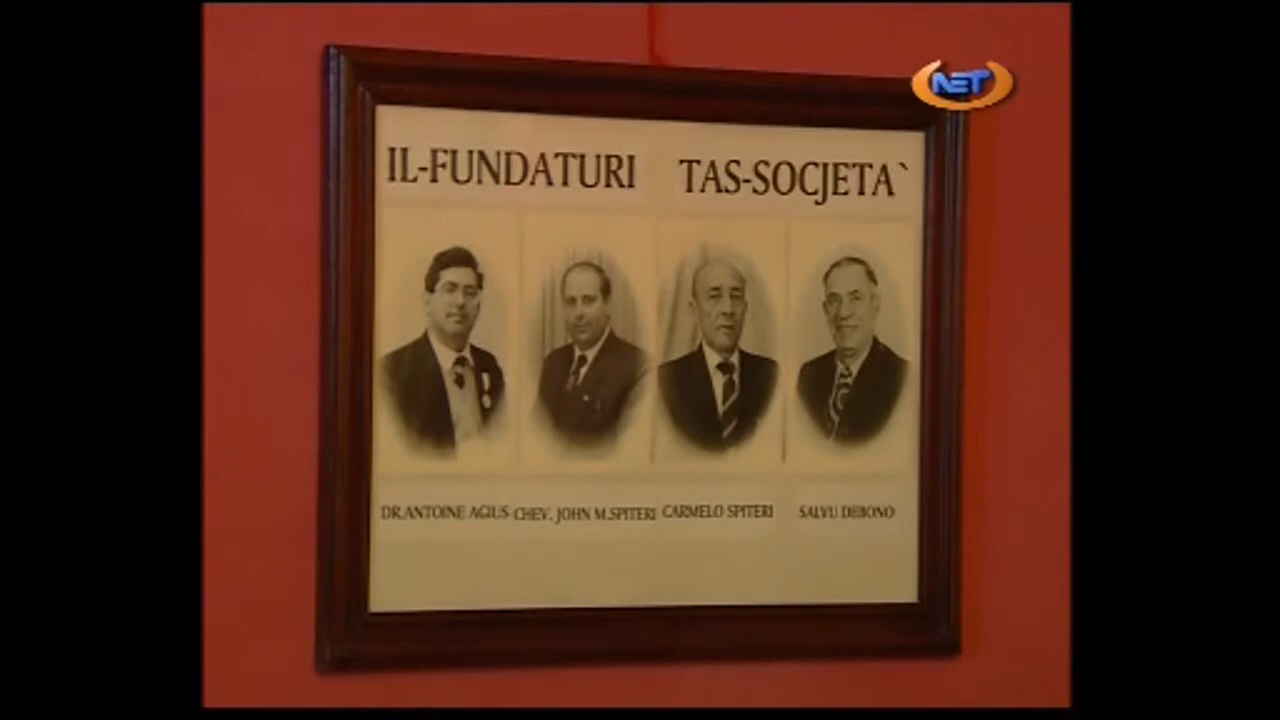 NET
IL-FUNDATURI TAS-SOCJETA`
DR.ANTOINE AGIUS CHEV. JOHN M.SPITERI CARMELO SPITERI SALVU DEBONO